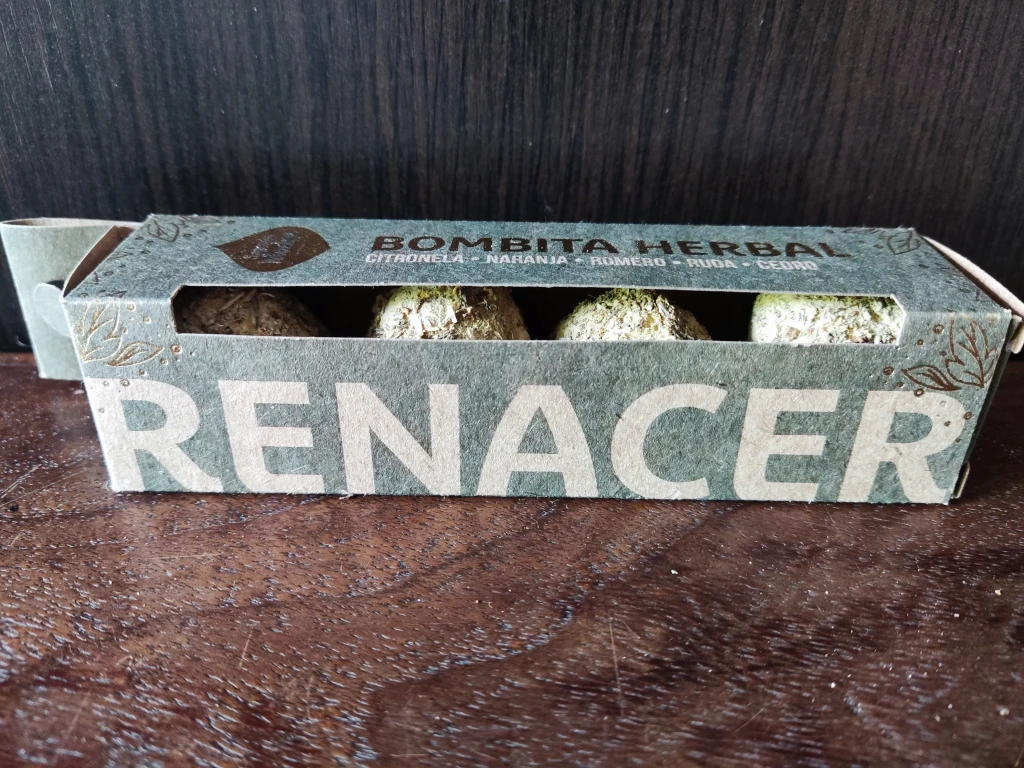 BOMBITA HERBAL
CITRONELA • NARANJA • ROMERO • RUDA • CEDRO
RENACER